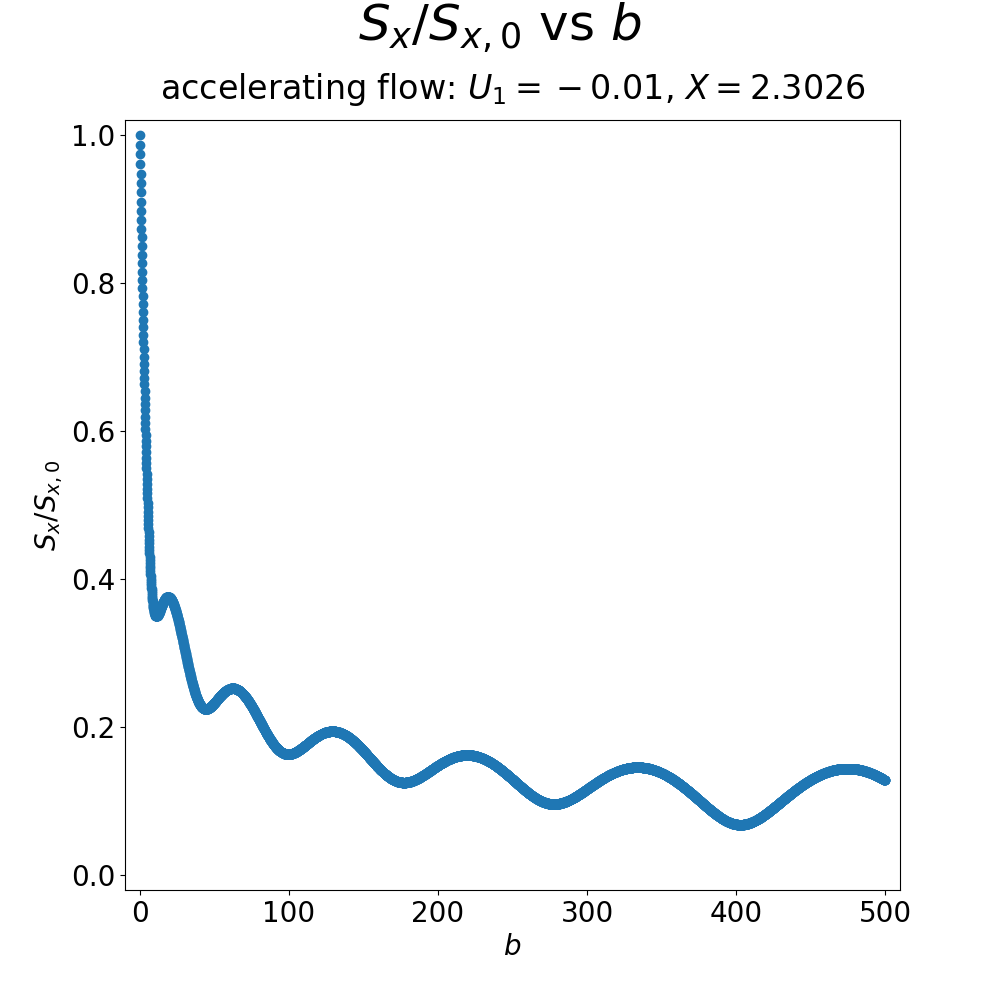 S_x/S_{x,0} vs b
accelerating flow: U_1 = −0.01, X = 2.3026
1.0
0.8
0.6
0.4
0.2
0.0
S_x/S_{x,0}
0 100 200 300 400 500
b